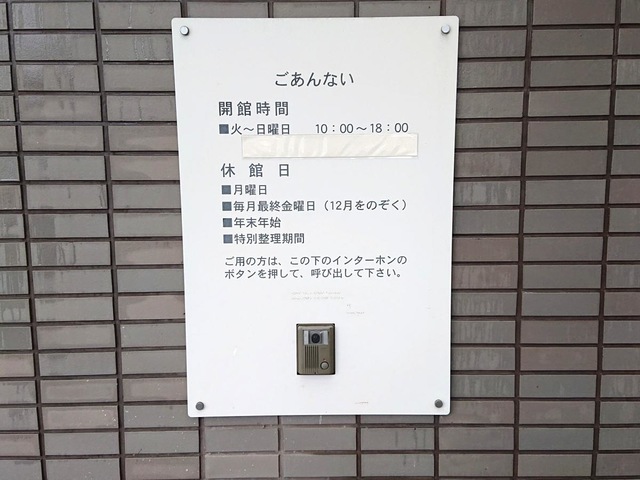 ごあんない
開館時間
■火〜日曜日 10：00〜18：00
休館日
■月曜日
■毎月最終金曜日（12月をのぞく）
■年末年始
■特別整理期間
ご用の方は、この下のインターホンの
ボタンを押して、呼び出して下さい。